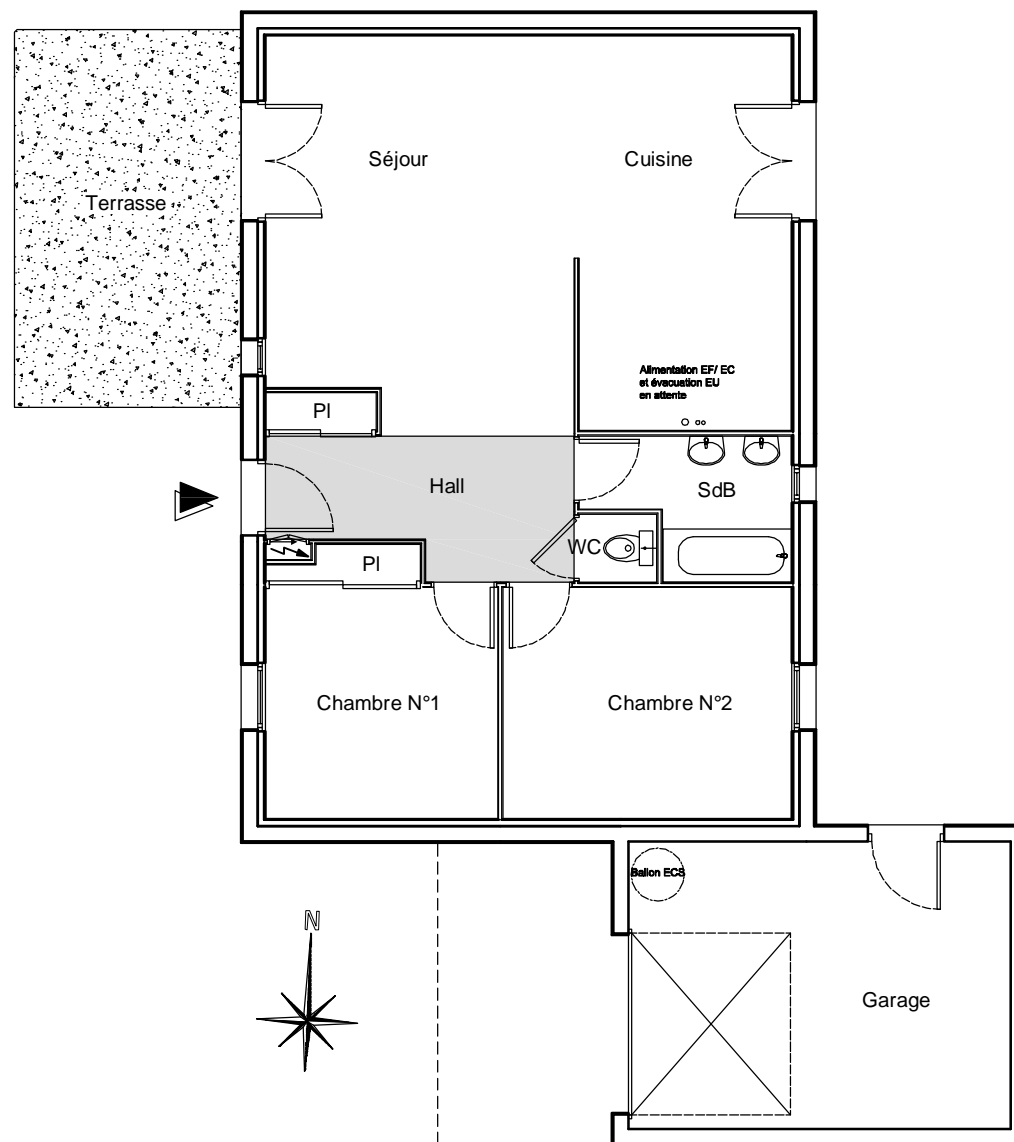 Séjour
Cuisine
Terrasse
Alimentation EF/ EC
et évacuation EU
en attente
Pl
Hall
SdB
WC
Pl
Chambre N°1
Chambre N°2
Ballon ECS
N
Garage